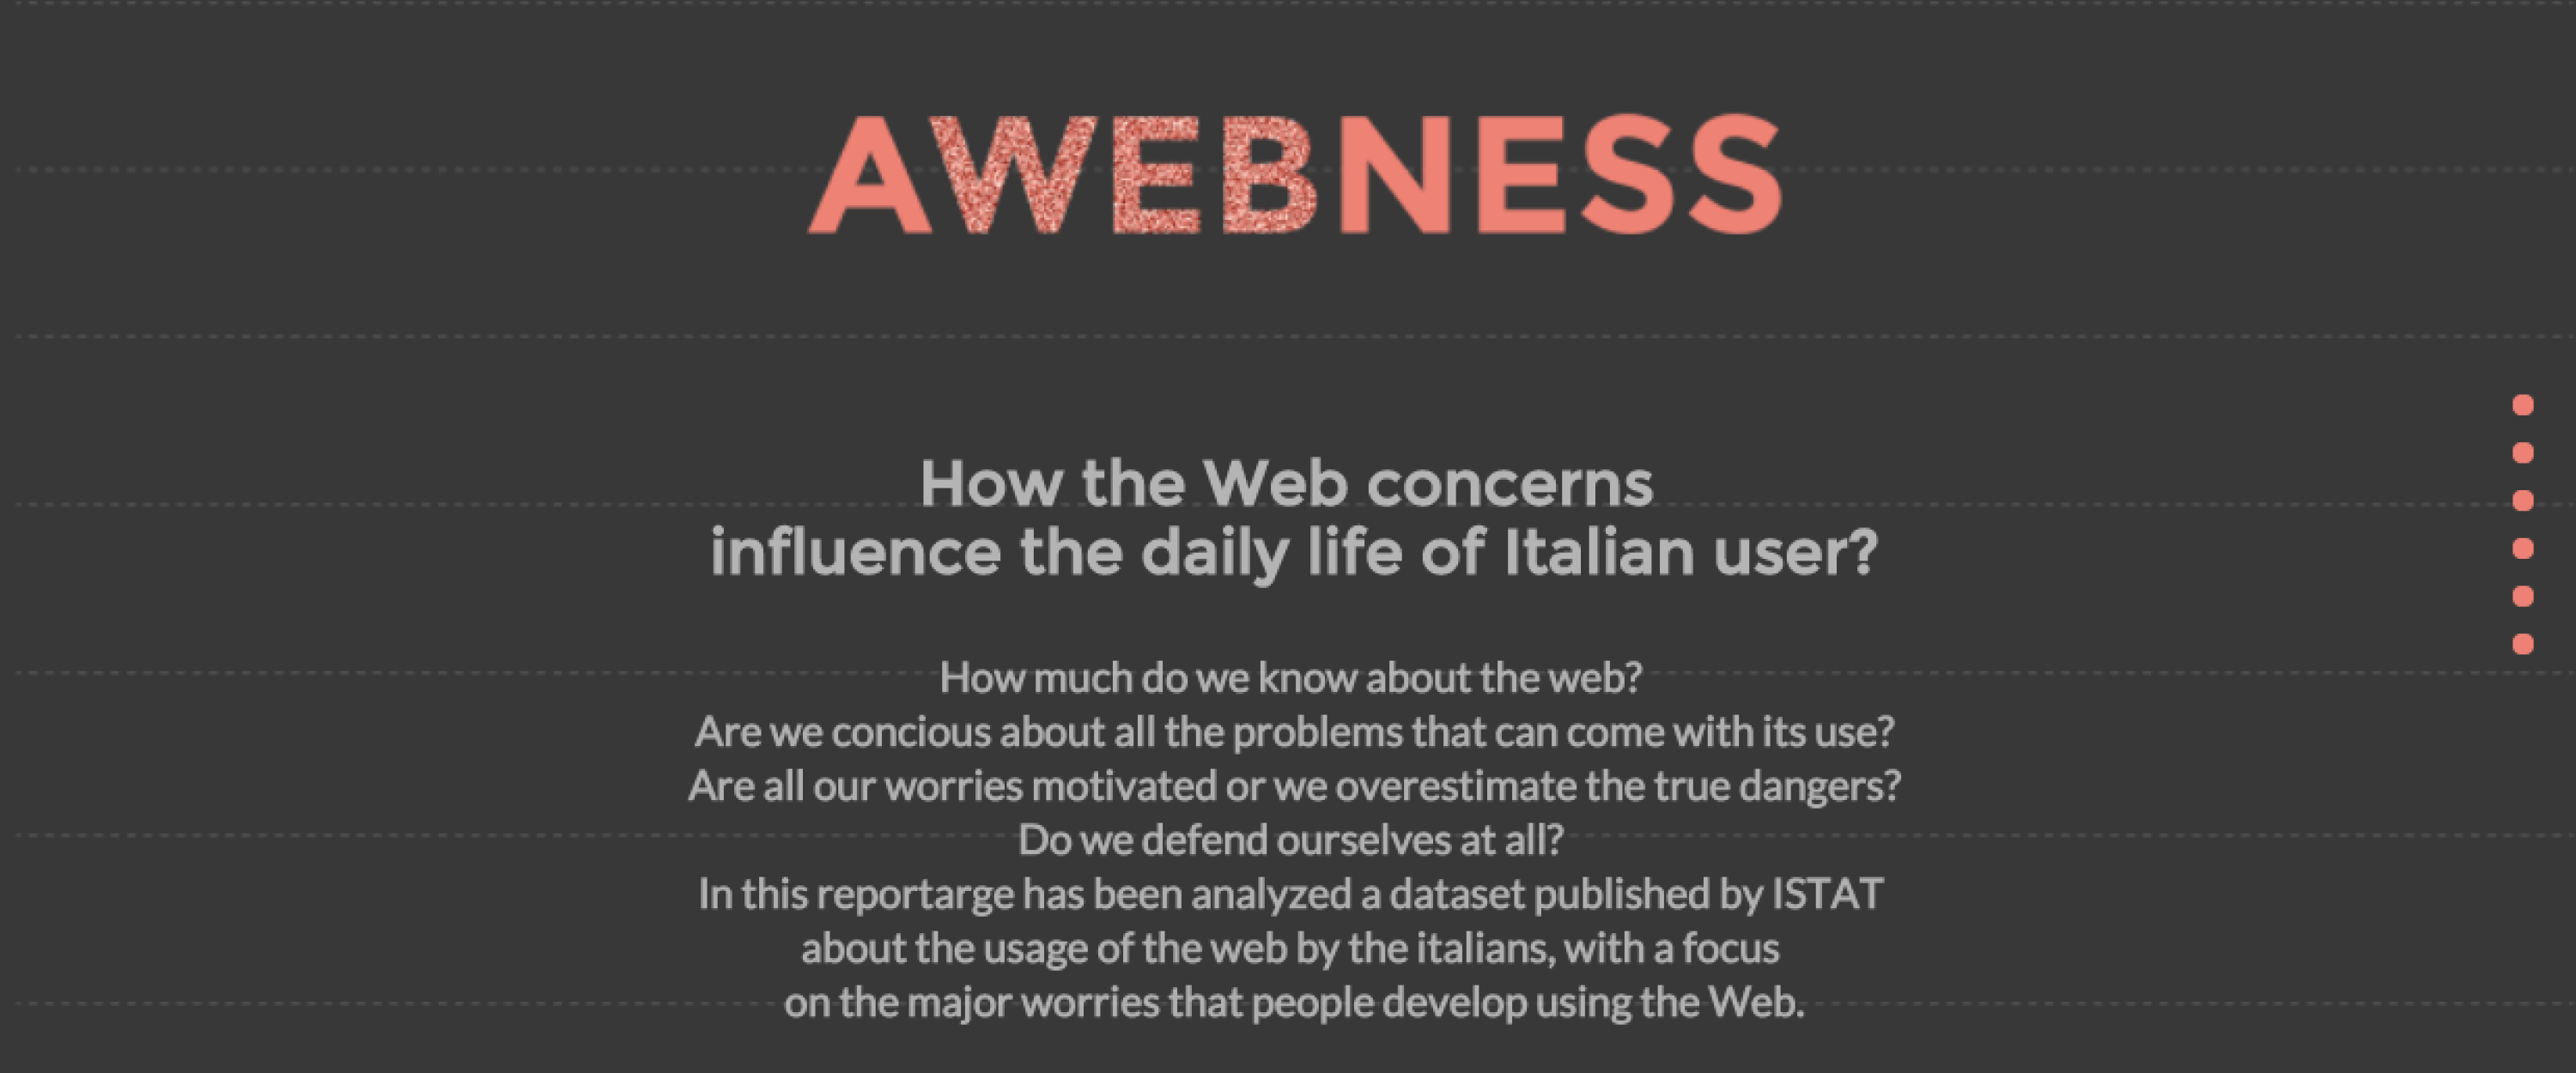 AWEBNESS
How the Web concerns
influence the daily life of Italian user?
How much do we know about the web?
Are we concious about all the problems that can come with its use?
Are all our worries motivated or we overestimate the true dangers?
Do we defend ourselves at all?
In this reportarge has been analyzed a dataset published by ISTAT
about the usage of the web by the italians, with a focus
on the major worries that people develop using the Web.